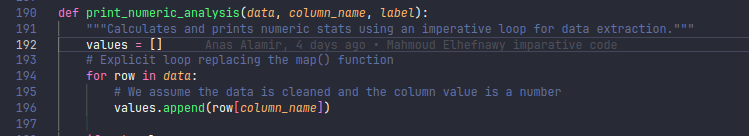 190 def print_numeric_analysis(data, column_name, label):
191 """Calculates and prints numeric stats using an imperative loop for data extraction."""
192 values = [] Anas Alamir, 4 days ago • Mahmoud Elhefnawy imparative code
193 # Explicit loop replacing the map() function
194 for row in data:
195 # We assume the data is cleaned and the column value is a number
196 values.append(row[column_name])
197